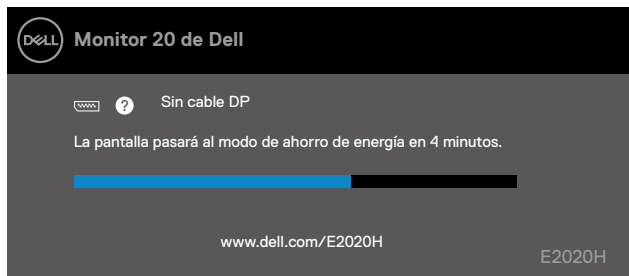 DELL
Monitor 20 de Dell
? Sin cable DP
La pantalla pasará al modo de ahorro de energía en 4 minutos.
www.dell.com/E2020H
E2020H